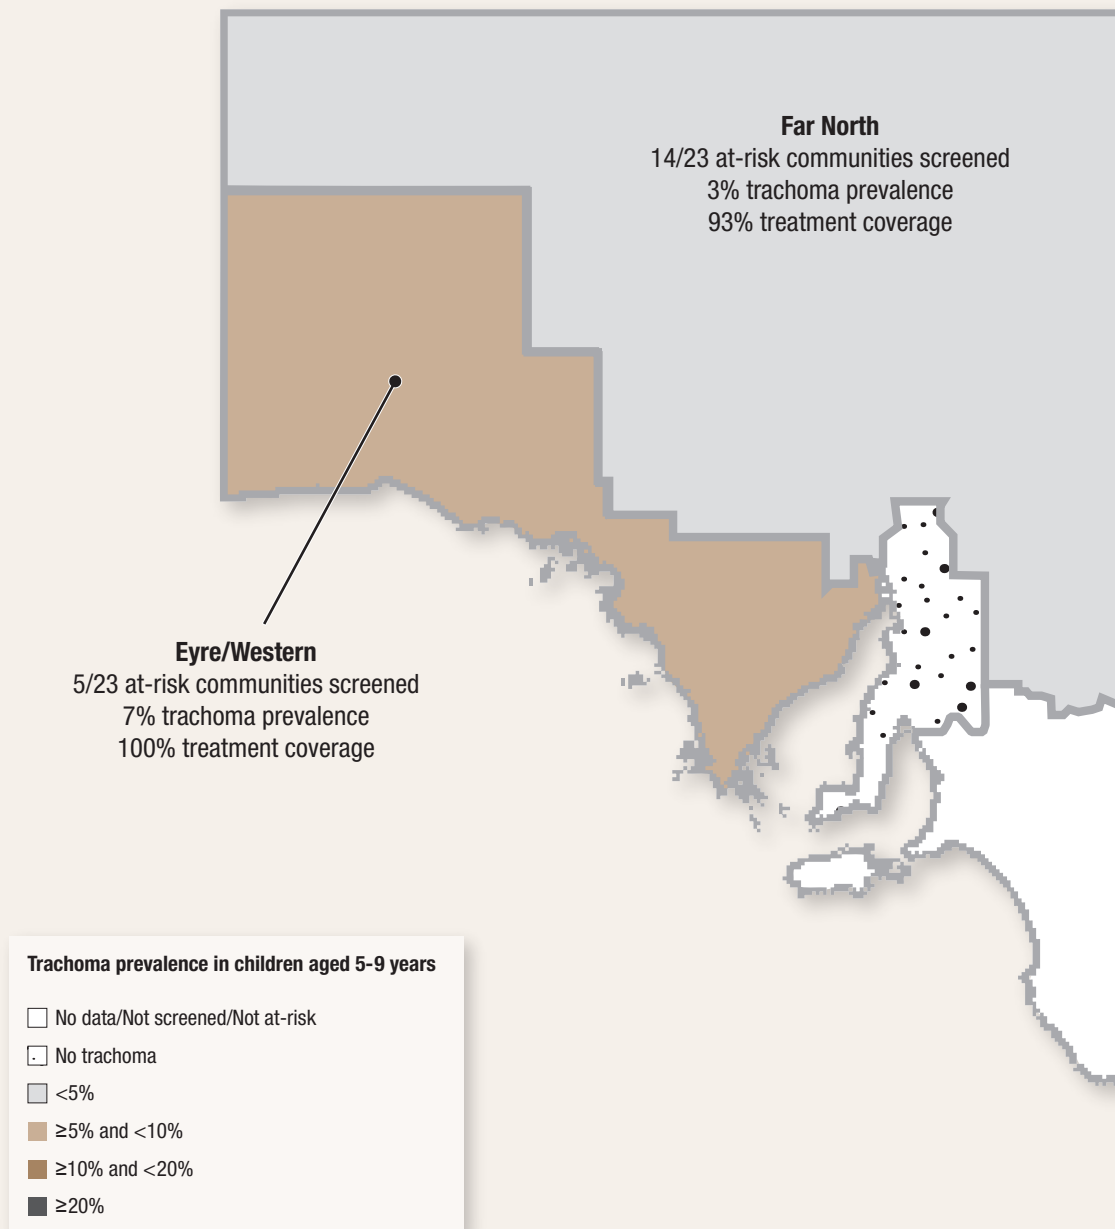 Far North
14/23 at-risk communities screened
3% trachoma prevalence
93% treatment coverage
Eyre/Western
5/23 at-risk communities screened
7% trachoma prevalence
100% treatment coverage
Trachoma prevalence in children aged 5-9 years
No data/Not screened/Not at-risk
No trachoma
<5%
≥5% and <10%
≥10% and <20%
≥20%